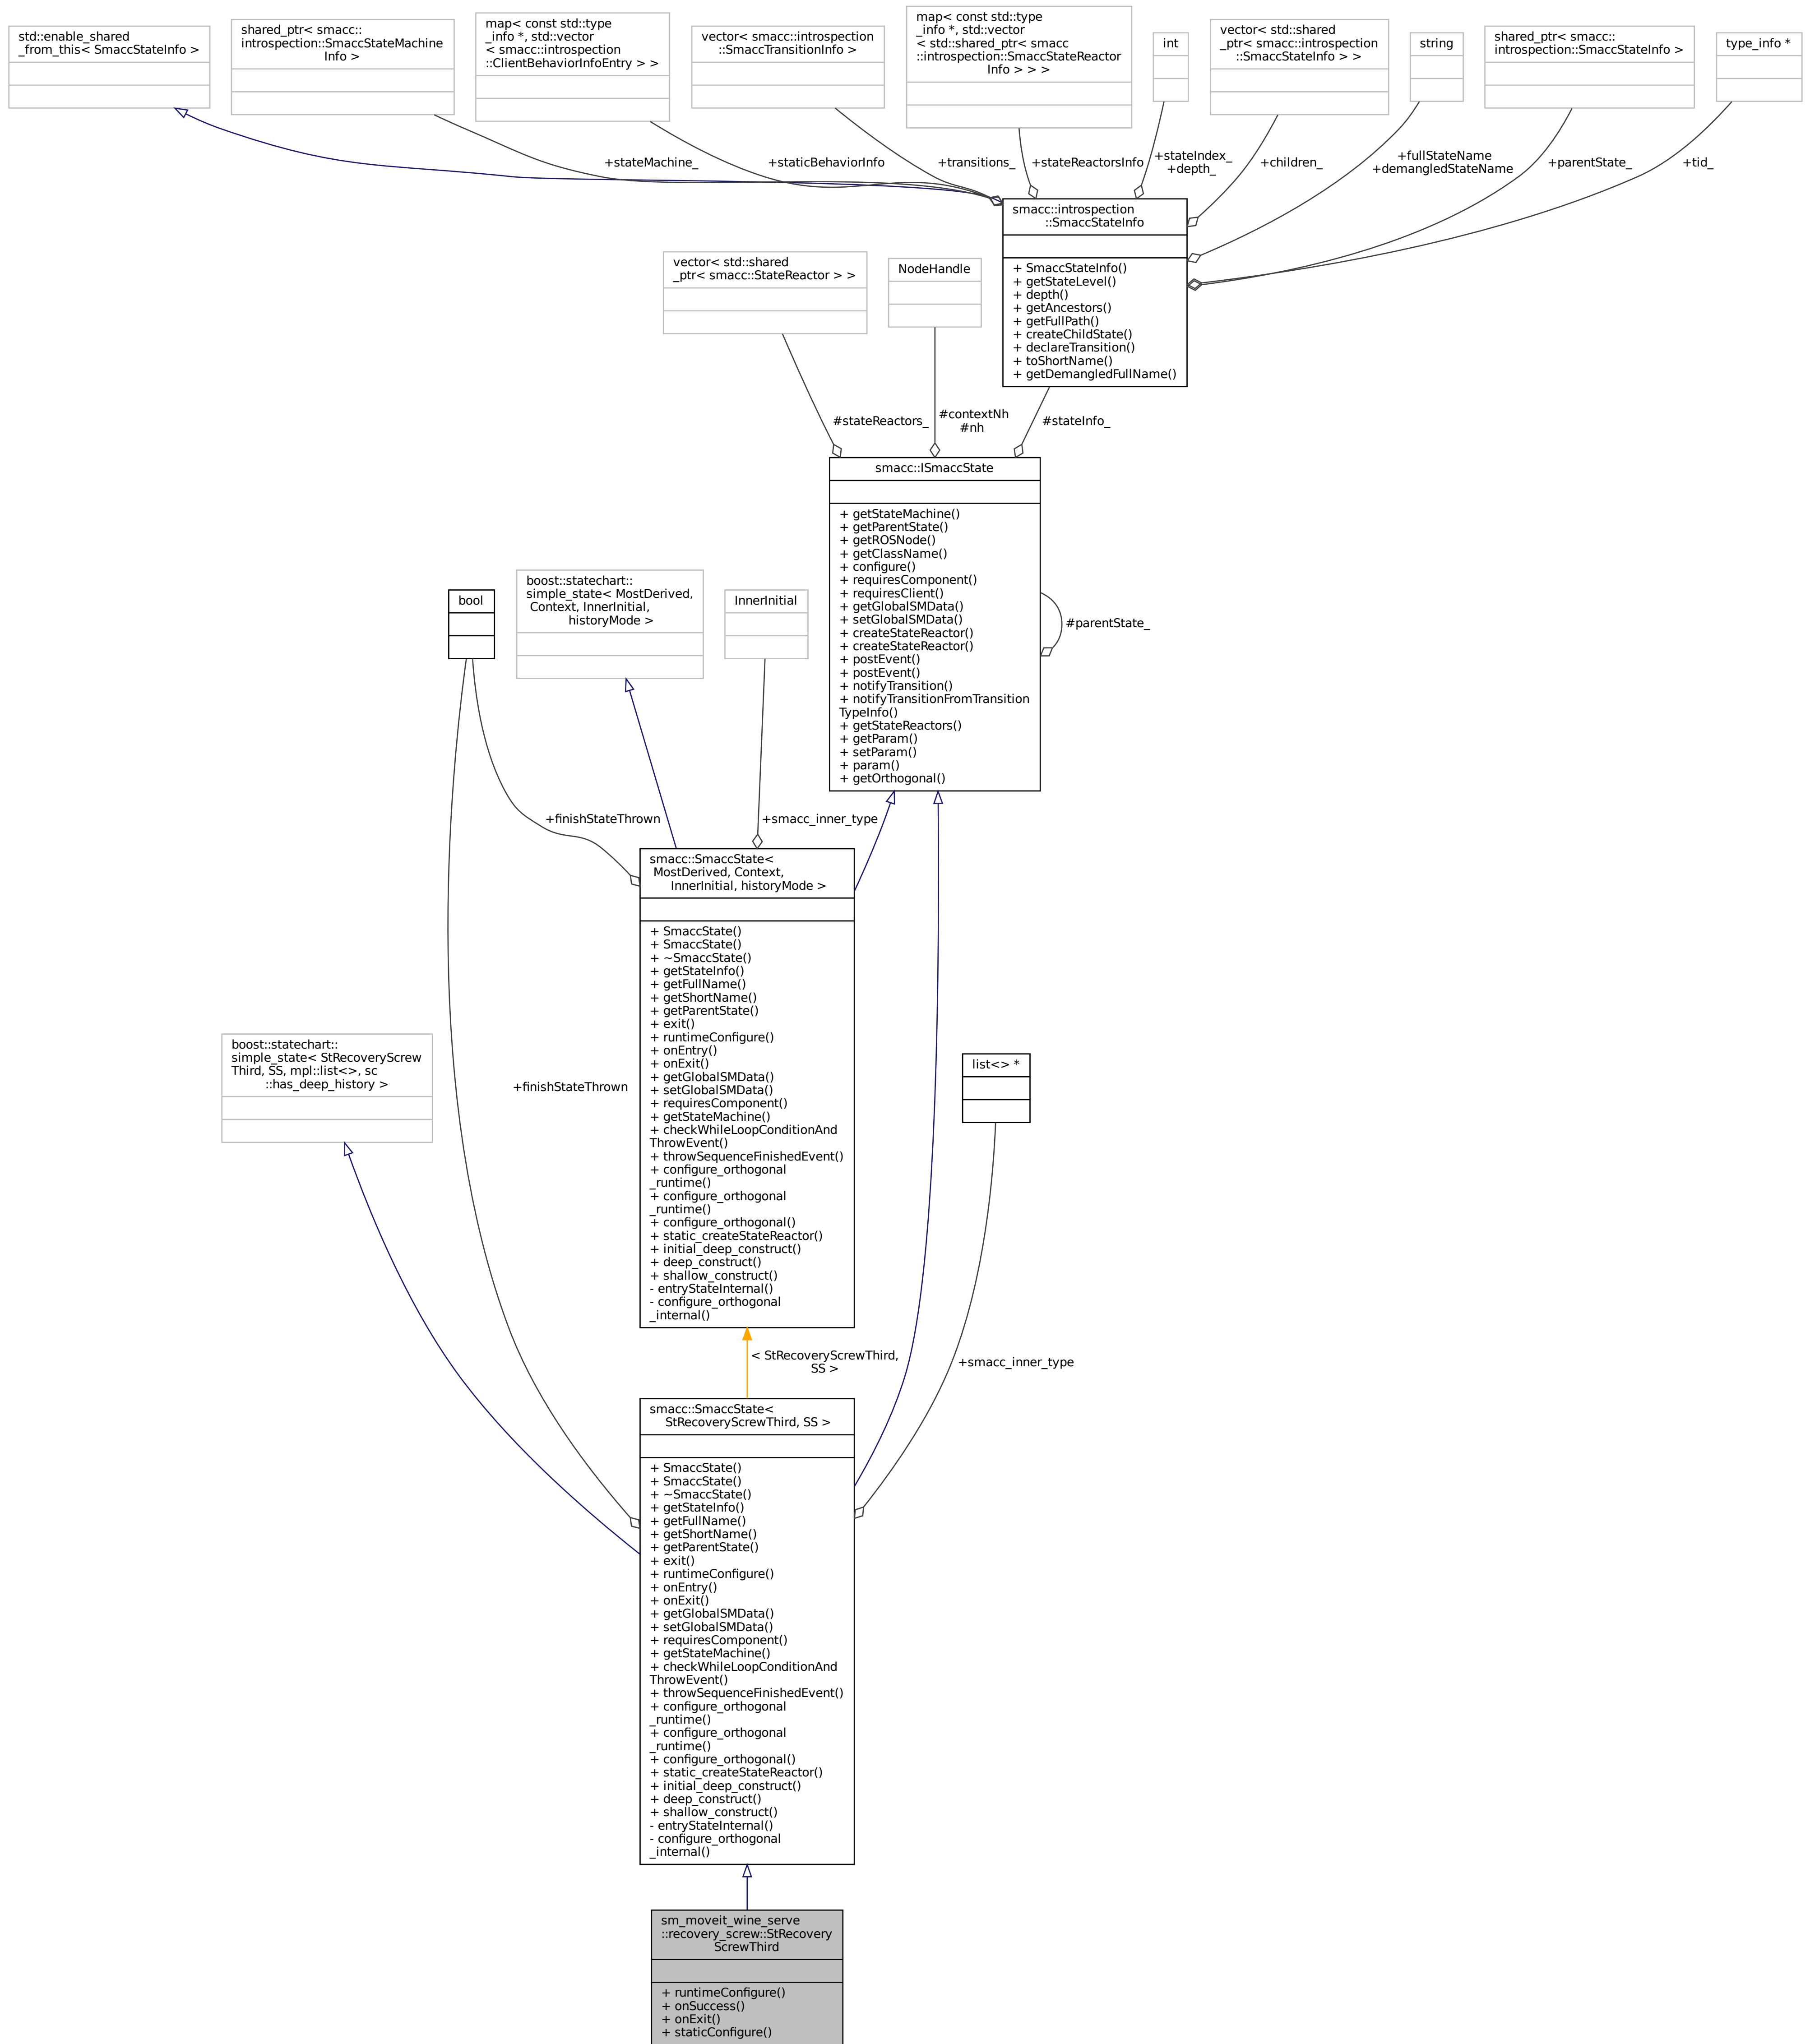 std::enable_shared
_from_this< SmaccStateInfo >
shared_ptr< smacc::
introspection::SmaccStateMachine
Info >
map< const std::type
_info *, std::vector
< smacc::introspection
::ClientBehaviorInfoEntry > >
vector< smacc::introspection
::SmaccTransitionInfo >
map< const std::type
_info *, std::vector
< std::shared_ptr< smacc
::introspection::SmaccStateReactor
Info > > >
int
vector< std::shared
_ptr< smacc::introspection
::SmaccStateInfo > >
string
shared_ptr< smacc::
introspection::SmaccStateInfo >
type_info *
+stateMachine_
+staticBehaviorInfo
+transitions_
+stateReactorsInfo
+stateIndex_
+depth_
+children_
+fullStateName
+demangledStateName
+parentState_
+tid_
smacc::introspection
::SmaccStateInfo
+ SmaccStateInfo()
+ getStateLevel()
+ depth()
+ getAncestors()
+ getFullPath()
+ createChildState()
+ declareTransition()
+ toShortName()
+ getDemangledFullName()
vector< std::shared
_ptr< smacc::StateReactor > >
NodeHandle
#stateReactors_
#contextNh
#nh
#stateInfo_
smacc::ISmaccState
+ getStateMachine()
+ getParentState()
+ getROSNode()
+ getClassName()
+ configure()
+ requiresComponent()
+ requiresClient()
+ getGlobalSMData()
+ setGlobalSMData()
+ createStateReactor()
+ createStateReactor()
+ postEvent()
+ postEvent()
+ notifyTransition()
+ notifyTransitionFromTransition
TypeInfo()
+ getStateReactors()
+ getParam()
+ setParam()
+ param()
+ getOrthogonal()
#parentState_
bool
boost::statechart::
simple_state< MostDerived,
Context, InnerInitial,
historyMode >
InnerInitial
+finishStateThrown
+smacc_inner_type
smacc::SmaccState<
MostDerived, Context,
InnerInitial, historyMode >
+ SmaccState()
+ SmaccState()
+ ~SmaccState()
+ getStateInfo()
+ getFullName()
+ getShortName()
+ getParentState()
+ exit()
+ runtimeConfigure()
+ onEntry()
+ onExit()
+ getGlobalSMData()
+ setGlobalSMData()
+ requiresComponent()
+ getStateMachine()
+ checkWhileLoopConditionAnd
ThrowEvent()
+ throwSequenceFinishedEvent()
+ configure_orthogonal
_runtime()
+ configure_orthogonal
_runtime()
+ configure_orthogonal()
+ static_createStateReactor()
+ initial_deep_construct()
+ deep_construct()
+ shallow_construct()
- entryStateInternal()
- configure_orthogonal
_internal()
boost::statechart::
simple_state< StRecoveryScrew
Third, SS, mpl::list<>, sc
::has_deep_history >
+finishStateThrown
list<> *
< StRecoveryScrewThird,
SS >
+smacc_inner_type
smacc::SmaccState<
StRecoveryScrewThird, SS >
+ SmaccState()
+ SmaccState()
+ ~SmaccState()
+ getStateInfo()
+ getFullName()
+ getShortName()
+ getParentState()
+ exit()
+ runtimeConfigure()
+ onEntry()
+ onExit()
+ getGlobalSMData()
+ setGlobalSMData()
+ requiresComponent()
+ getStateMachine()
+ checkWhileLoopConditionAnd
ThrowEvent()
+ throwSequenceFinishedEvent()
+ configure_orthogonal
_runtime()
+ configure_orthogonal
_runtime()
+ configure_orthogonal()
+ static_createStateReactor()
+ initial_deep_construct()
+ deep_construct()
+ shallow_construct()
- entryStateInternal()
- configure_orthogonal
_internal()
sm_moveit_wine_serve
::recovery_screw::StRecovery
ScrewThird
+ runtimeConfigure()
+ onSuccess()
+ onExit()
+ staticConfigure()